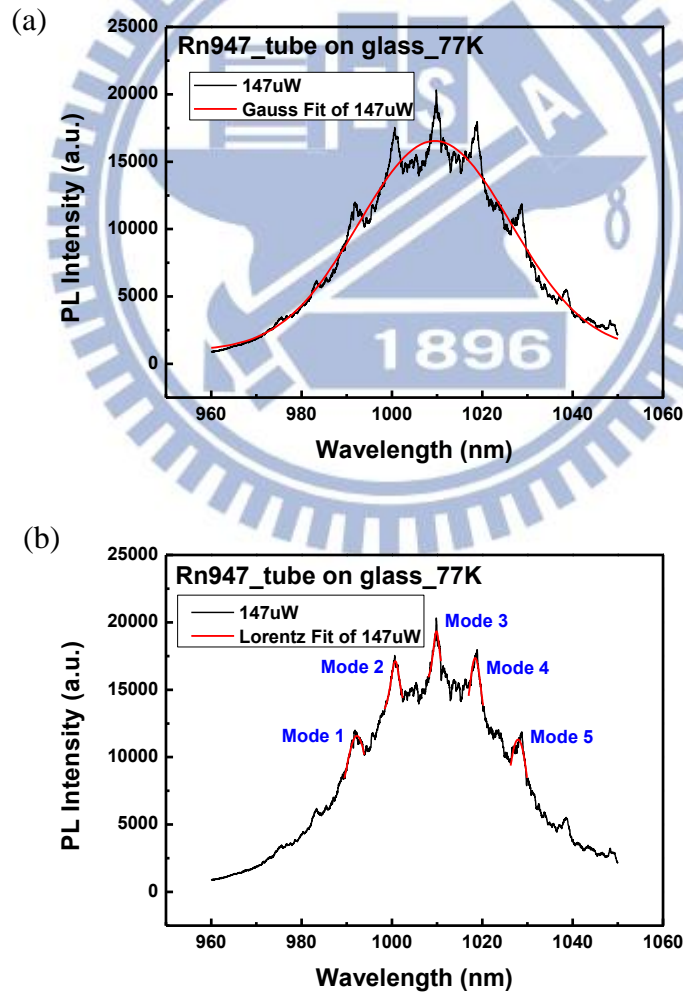 (a)
Rn947_tube on glass_77K
147uW
Gauss Fit of 147uW
PL Intensity (a.u.)
25000
20000
15000
10000
5000
0
ESA
1896
960
980
1000
1020
1040
1060
Wavelength (nm)
(b)
Rn947_tube on glass_77K
147uW
Lorentz Fit of 147uW
Mode 1
Mode 2
Mode 3
Mode 4
Mode 5
PL Intensity (a.u.)
25000
20000
15000
10000
5000
0
960
980
1000
1020
1040
1060
Wavelength (nm)